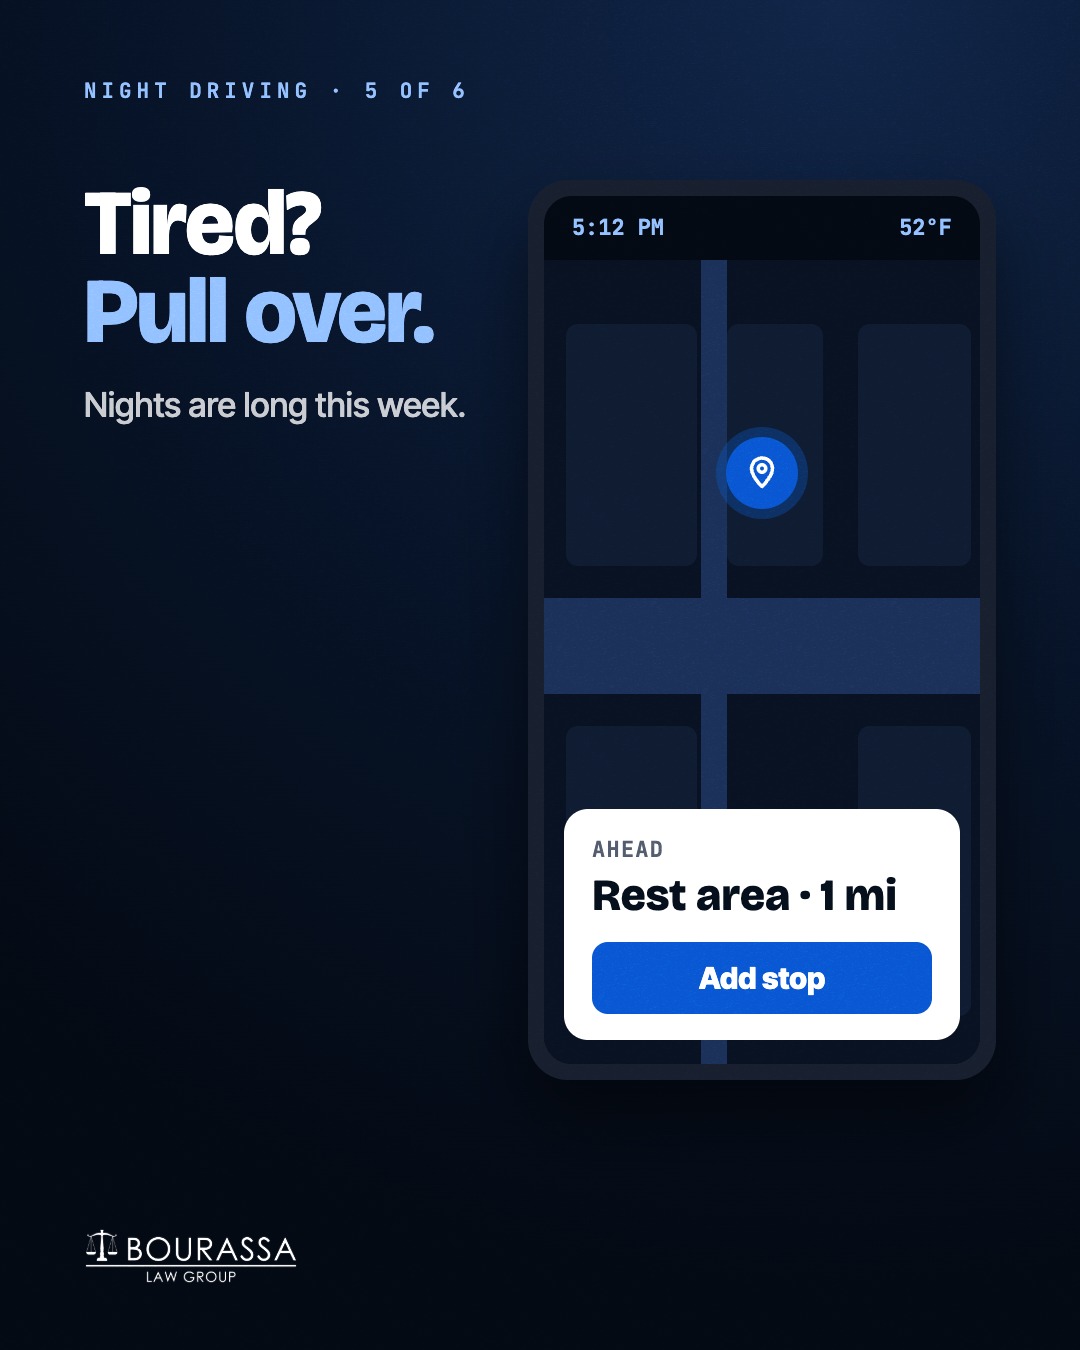 NIGHT DRIVING · 5 OF 6
Tired?
Pull over.
Nights are long this week.
5:12 PM
52°F
AHEAD
Rest area · 1 mi
Add stop
BOURASSA
LAW GROUP